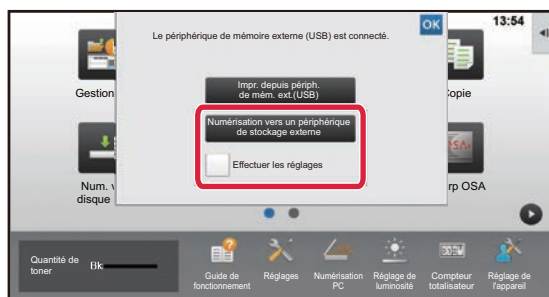 13:54
OK
Le périphérique de mémoire externe (USB) est connecté.
Impr. depuis périph.
de mém. ext.(USB)
Numérisation vers un périphérique
de stockage externe
Effectuer les réglages
Gestion
opie
Num. v
disque
rp OSA
Quantité de
toner
Bk
Guide de
fonctionnement
Réglages
Numérisation
PC
Réglage de
luminosité
Compteur
totalisateur
Réglage de
l'appareil